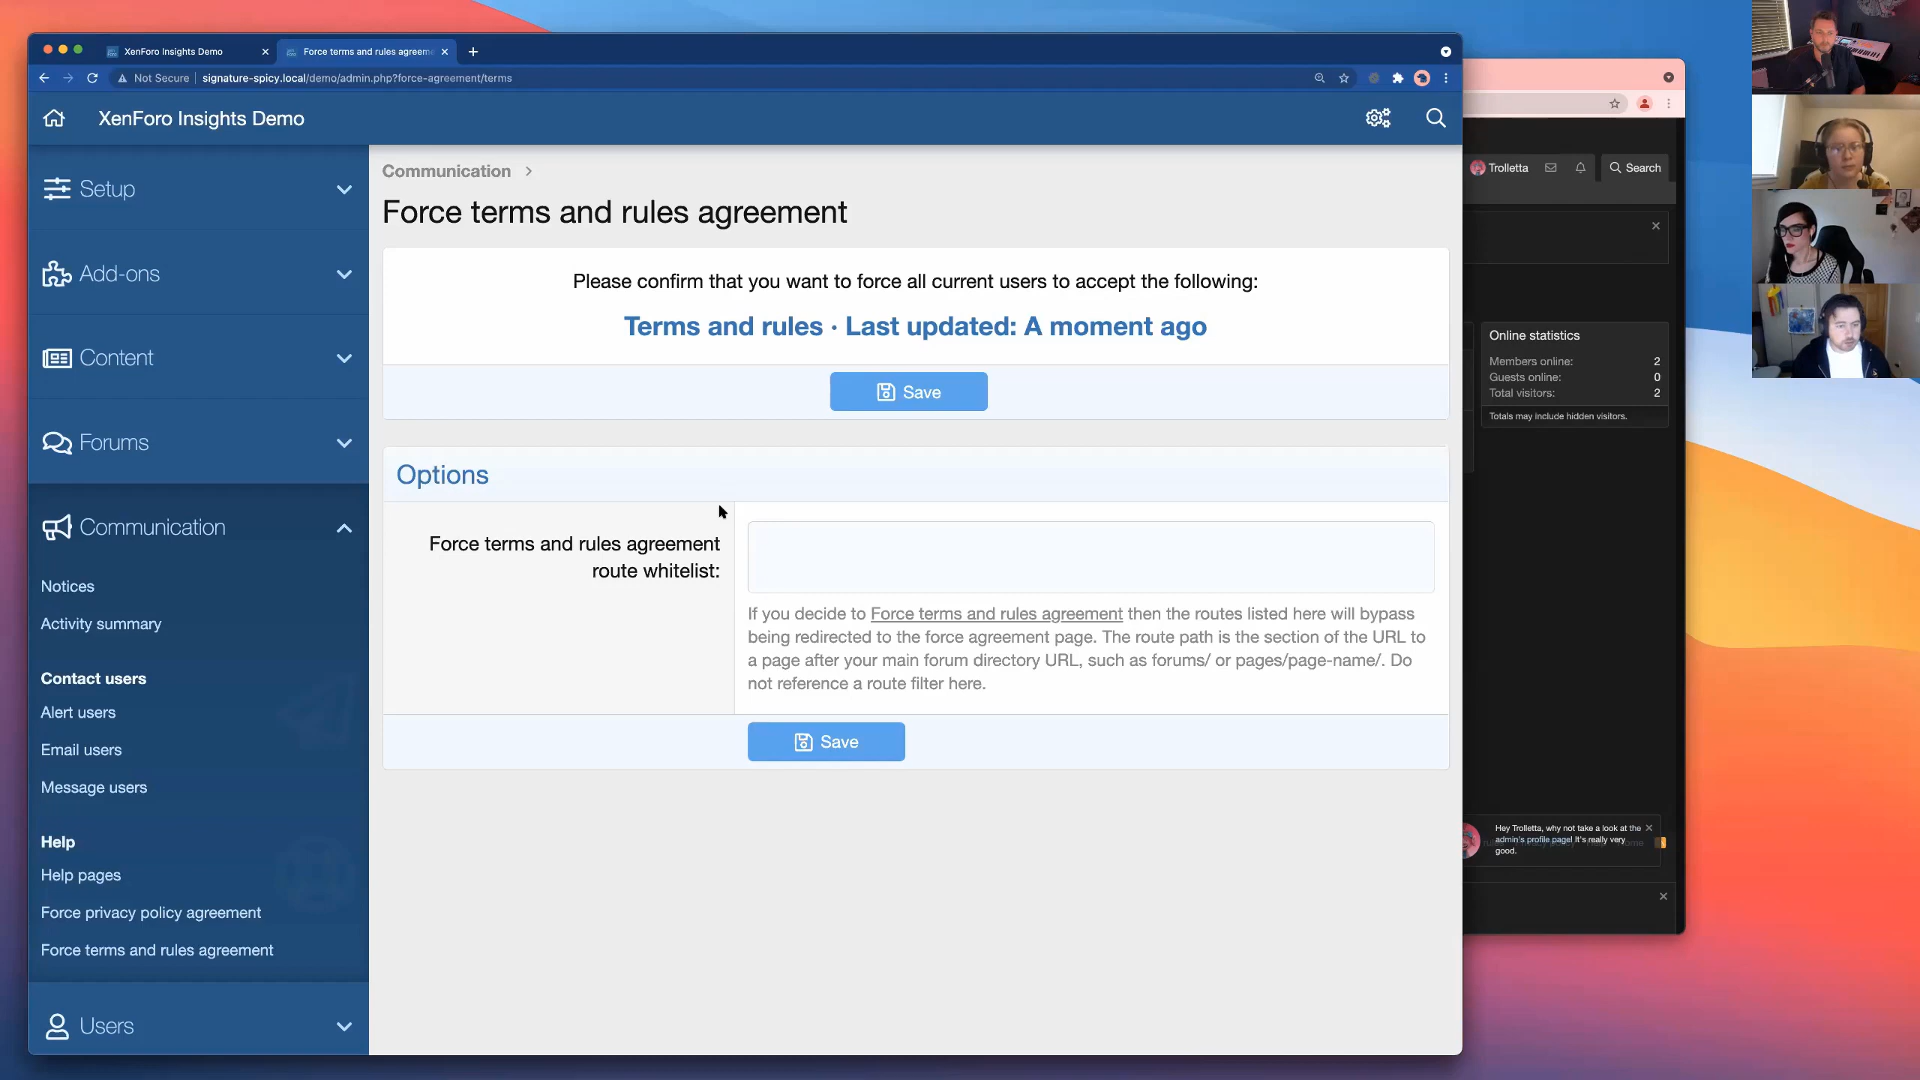 XenForo Insights Demo
Force terms and rules agreem
Not Secure
signature-spicy.local/demo/admin.php?force-agreement/terms
XenForo Insights Demo
Setup
Add-ons
Content
Forums
Communication
Notices
Activity summary
Contact users
Alert users
Email users
Message users
Help
Help pages
Force privacy policy agreement
Force terms and rules agreement
Users
Communication
Force terms and rules agreement
Please confirm that you want to force all current users to accept the following:
Terms and rules · Last updated: A moment ago
Save
Options
Force terms and rules agreement
route whitelist:
If you decide to Force terms and rules agreement then the routes listed here will bypass
being redirected to the force agreement page. The route path is the section of the URL to
a page after your main forum directory URL, such as forums/ or pages/page-name/. Do
not reference a route filter here.
Save
Trolletta
Search
Online statistics
Members online: 2
Guests online: 0
Total visitors: 2
Totals may include hidden visitors.
Hey Trolletta, why not take a look at the
admin's profile page! It's really very
good.